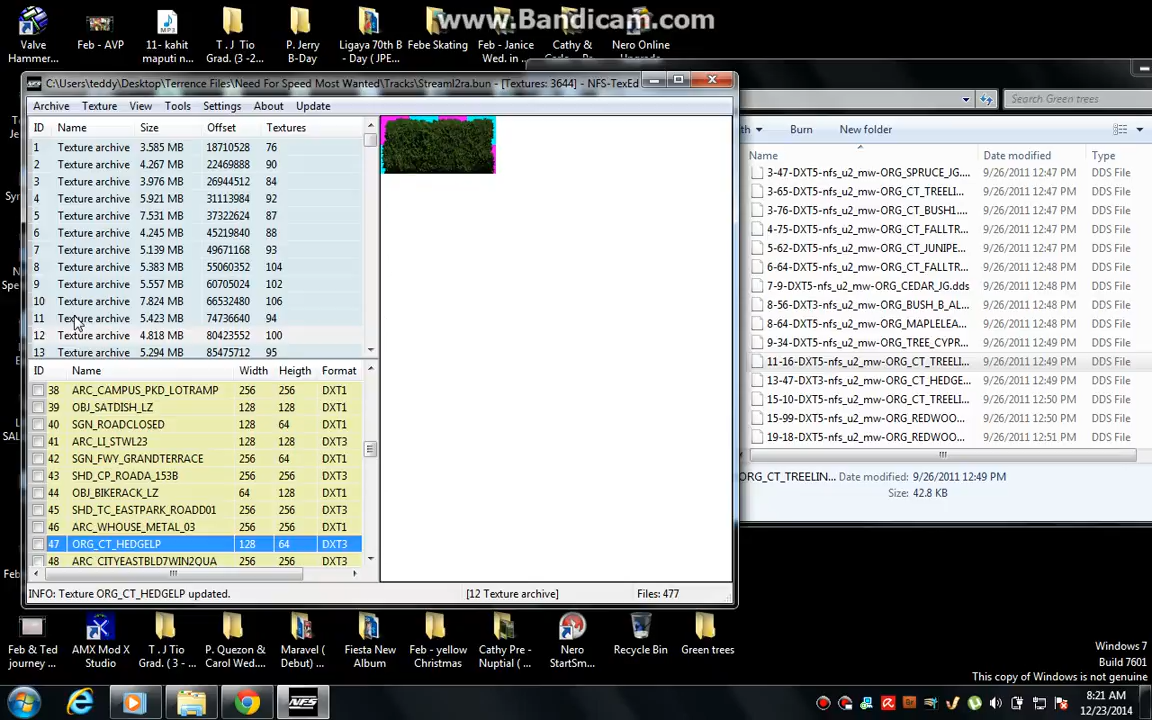 www.Bandicam.com
Valve
Hammer...
Feb - AVP
11- kahit
maputi n...
T . J Tio
Grad. (3 -2...
P. Jerry
B-Day
Ligaya 70th B
- Day ( JPE...
Febe Skating
Feb - Janice
Wed. in ...
Cathy &
Nero Online
C:\Users\teddy\Desktop\Terrence Files\Need For Speed Most Wanted\Tracks\Streaml2ra.bun - [Textures: 3644] - NFS-TexEd
Archive Texture View Tools Settings About Update
ID Name Size Offset Textures
1 Texture archive 3.585 MB 18710528 76
2 Texture archive 4.267 MB 22469888 90
3 Texture archive 3.976 MB 26944512 84
4 Texture archive 5.921 MB 31113984 92
5 Texture archive 7.531 MB 37322624 87
6 Texture archive 4.245 MB 45219840 88
7 Texture archive 5.139 MB 49671168 93
8 Texture archive 5.383 MB 55060352 104
9 Texture archive 5.557 MB 60705024 102
10 Texture archive 7.824 MB 66532480 106
11 Texture archive 5.423 MB 74736640 94
12 Texture archive 4.818 MB 80423552 100
13 Texture archive 5.294 MB 85475712 95
ID Name Width Heigth Format
38 ARC_CAMPUS_PKD_LOTRAMP 256 256 DXT1
39 OBJ_SATDISH_LZ 128 128 DXT1
40 SGN_ROADCLOSED 128 64 DXT1
41 ARC_LI_STWL23 128 128 DXT3
42 SGN_FWY_GRANDTERRACE 256 256 DXT1
43 SHD_CP_ROADA_153B 256 256 DXT3
44 OBJ_BIKERACK_LZ 64 128 DXT1
45 SHD_TC_EASTPARK_ROADD01 256 256 DXT3
46 ARC_WHOUSE_METAL_03 256 256 DXT1
47 ORG_CT_HEDGELP 128 64 DXT3
48 ARC_CITYEASTBLD7WIN2QUA 256 256 DXT3
INFO: Texture ORG_CT_HEDGELP updated. [12 Texture archive] Files: 477
Search Green trees
th Burn New folder
Name Date modified Type
3-47-DXT5-nfs_u2_mw-ORG_SPRUCE_JG.... 9/26/2011 12:47 PM DDS File
3-65-DXT5-nfs_u2_mw-ORG_CT_TREELI... 9/26/2011 12:47 PM DDS File
3-76-DXT5-nfs_u2_mw-ORG_CT_BUSH1.... 9/26/2011 12:47 PM DDS File
4-75-DXT5-nfs_u2_mw-ORG_CT_FALLTR... 9/26/2011 12:47 PM DDS File
5-62-DXT5-nfs_u2_mw-ORG_CT_JUNIPE... 9/26/2011 12:47 PM DDS File
6-64-DXT5-nfs_u2_mw-ORG_CT_FALLTR... 9/26/2011 12:48 PM DDS File
7-9-DXT5-nfs_u2_mw-ORG_CEDAR_JG.dds 9/26/2011 12:48 PM DDS File
8-56-DXT3-nfs_u2_mw-ORG_BUSH_B_AL... 9/26/2011 12:48 PM DDS File
8-64-DXT5-nfs_u2_mw-ORG_MAPLELEA... 9/26/2011 12:48 PM DDS File
9-34-DXT5-nfs_u2_mw-ORG_TREE_CYPR... 9/26/2011 12:49 PM DDS File
11-16-DXT5-nfs_u2_mw-ORG_CT_TREELI... 9/26/2011 12:49 PM DDS File
13-47-DXT3-nfs_u2_mw-ORG_CT_HEDGE... 9/26/2011 12:49 PM DDS File
15-10-DXT5-nfs_u2_mw-ORG_CT_TREELI... 9/26/2011 12:50 PM DDS File
15-99-DXT5-nfs_u2_mw-ORG_REDWOO... 9/26/2011 12:50 PM DDS File
19-18-DXT5-nfs_u2_mw-ORG_REDWOO... 9/26/2011 12:51 PM DDS File
ORG_CT_TREELIN... Date modified: 9/26/2011 12:49 PM
Size: 42.8 KB
Feb & Ted
journey ...
AMX Mod X
Studio
T . J Tio
Grad. ( 3 -...
P. Quezon &
Carol Wed....
Maravel (
Debut) ...
Fiesta New
Album
Feb - yellow
Christmas
Cathy Pre -
Nuptial (...
Nero
StartSm...
Recycle Bin
Green trees
Windows 7
Build 7601
This copy of Windows is not genuine
NFS
8:21 AM
12/23/2014